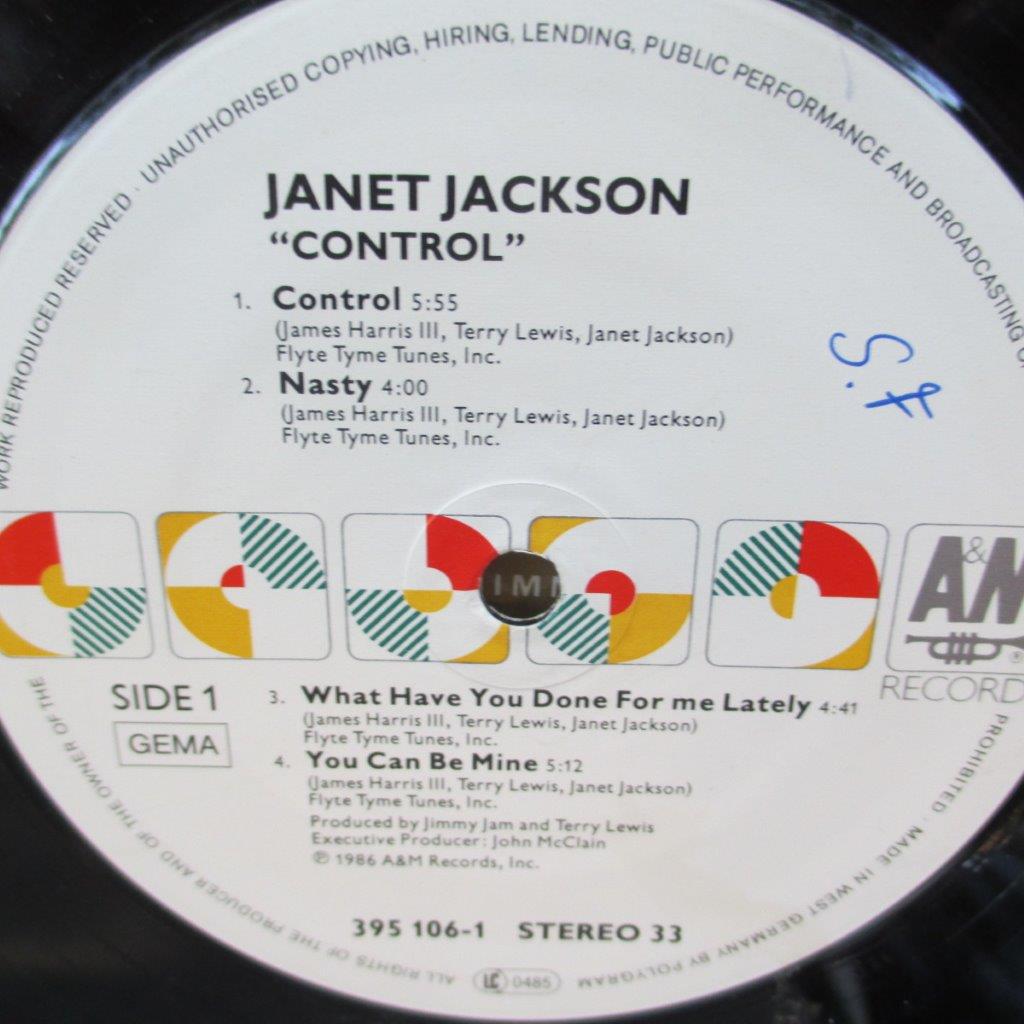 WORK REPRODUCED RESERVED · UNAUTHORISED COPYING, HIRING, LENDING, PUBLIC PERFORMANCE AND BROADCASTING
JANET JACKSON
“CONTROL”
1. Control 5:55
(James Harris III, Terry Lewis, Janet Jackson)
Flyte Tyme Tunes, Inc.
2. Nasty 4:00
(James Harris III, Terry Lewis, Janet Jackson)
Flyte Tyme Tunes, Inc.
S.t
IMM
A&M
RECORD
SIDE 1
GEMA
3. What Have You Done For me Lately 4:41
(James Harris III, Terry Lewis, Janet Jackson)
Flyte Tyme Tunes, Inc.
4. You Can Be Mine 5:12
(James Harris III, Terry Lewis, Janet Jackson)
Flyte Tyme Tunes, Inc.
Produced by Jimmy Jam and Terry Lewis
Executive Producer: John McClain
℗ 1986 A&M Records, Inc.
395 106-1 STEREO 33
LC 0485
PROHIBITED · MADE IN WEST GERMANY BY POLYGRAM
ALL RIGHTS OF THE PRODUCER AND OF THE OWNER OF THE